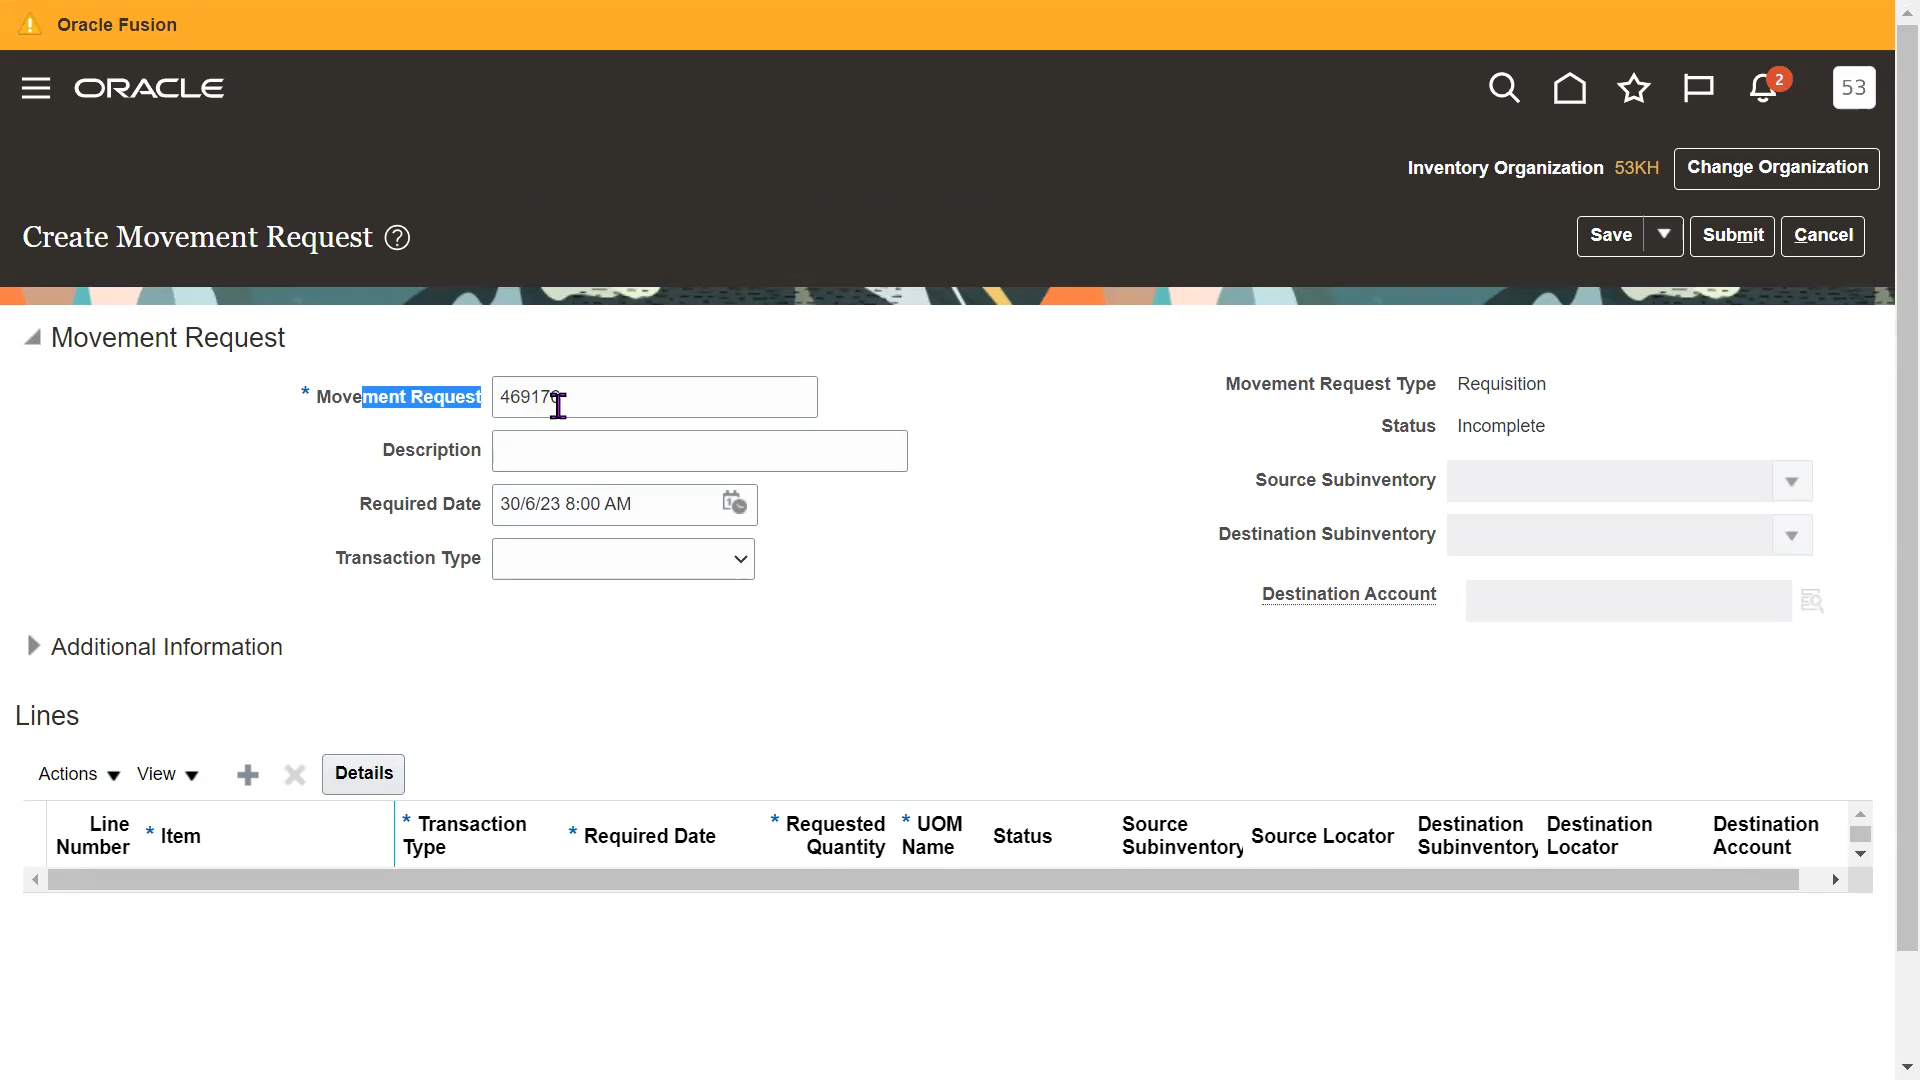 Oracle Fusion
ORACLE
2
53
Inventory Organization 53KH Change Organization
Create Movement Request ?
Save Submit Cancel
Movement Request
* Movement Request
Movement Request Type Requisition
Description
Status Incomplete
Source Subinventory
Required Date 30/6/23 8:00 AM
Destination Subinventory
Transaction Type
Destination Account
Additional Information
Lines
Actions View Details
Line Number * Item * Transaction Type * Required Date * Requested Quantity * UOM Name Status Source Subinventory Source Locator Destination Subinventory Destination Locator Destination Account